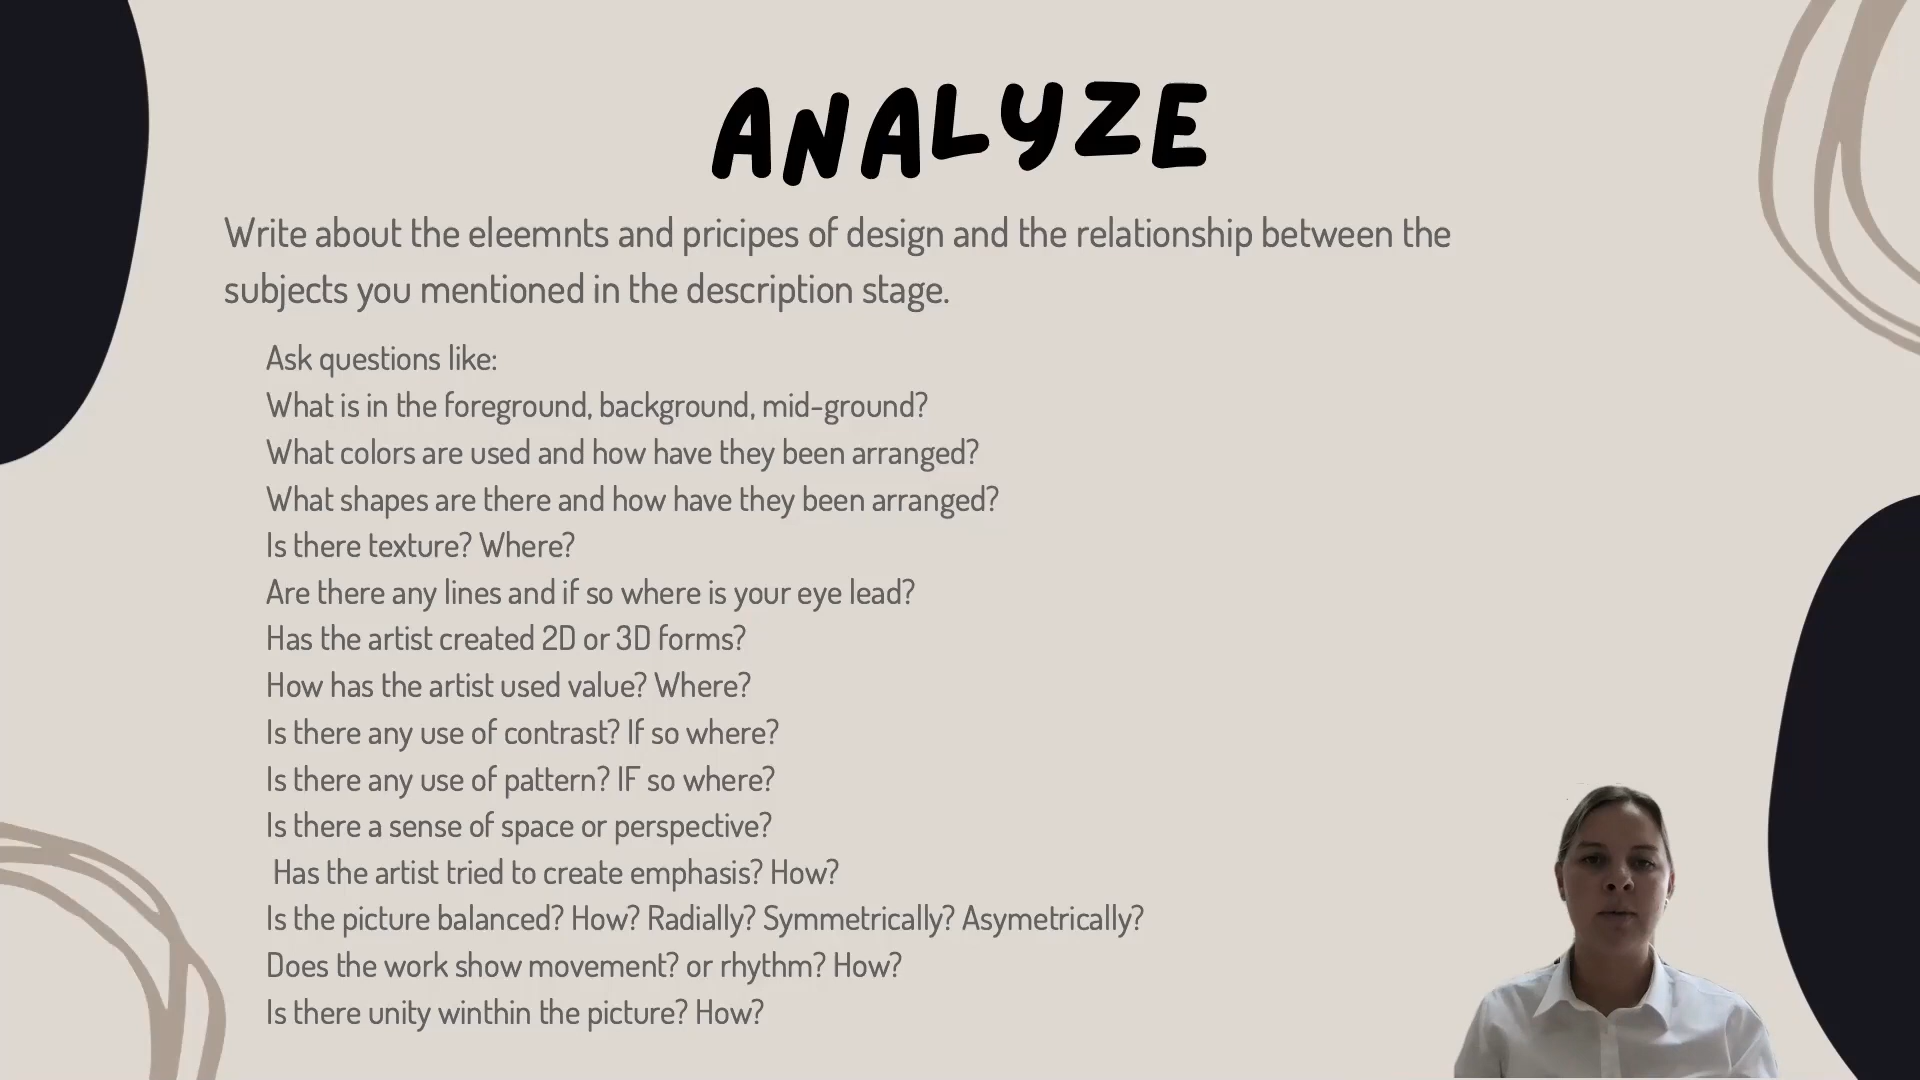 ANALYZE
Write about the eleemnts and pricipes of design and the relationship between the
subjects you mentioned in the description stage.
Ask questions like:
What is in the foreground, background, mid-ground?
What colors are used and how have they been arranged?
What shapes are there and how have they been arranged?
Is there texture? Where?
Are there any lines and if so where is your eye lead?
Has the artist created 2D or 3D forms?
How has the artist used value? Where?
Is there any use of contrast? If so where?
Is there any use of pattern? IF so where?
Is there a sense of space or perspective?
Has the artist tried to create emphasis? How?
Is the picture balanced? How? Radially? Symmetrically? Asymetrically?
Does the work show movement? or rhythm? How?
Is there unity winthin the picture? How?